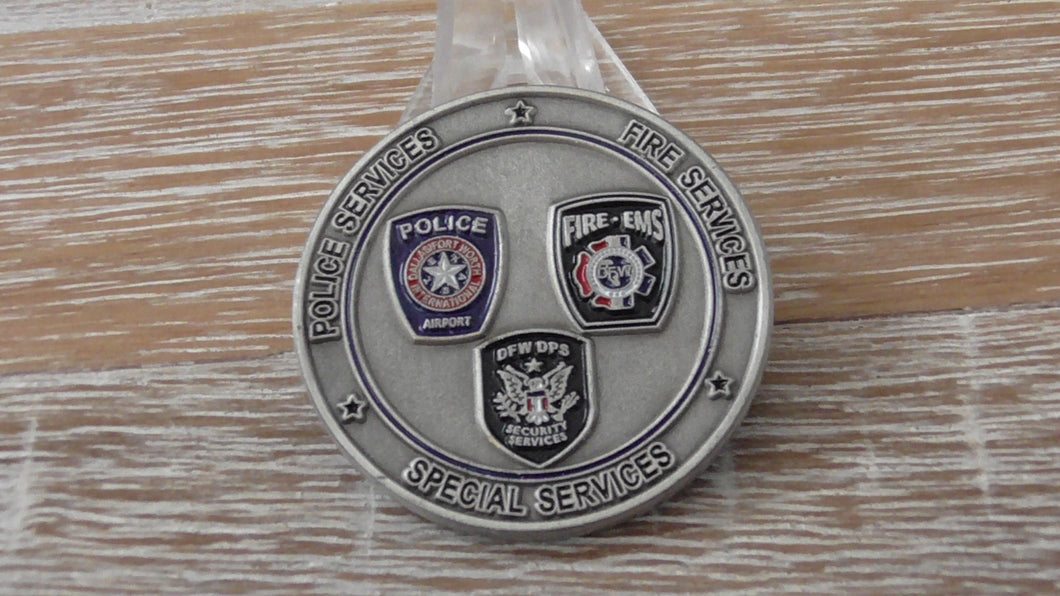 POLICE SERVICES
FIRE SERVICES
POLICE
DALLAS/FORT WORTH
INTERNATIONAL
AIRPORT
FIRE - EMS
DFW
DFW DPS
SECURITY
SERVICES
SPECIAL SERVICES